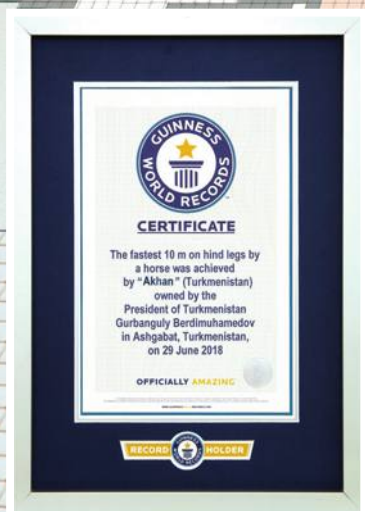 GUINNESS
WORLD RECORDS
CERTIFICATE
The fastest 10 m on hind legs by
a horse was achieved
by "Akhan" (Turkmenistan)
owned by the
President of Turkmenistan
Gurbanguly Berdimuhamedov
in Ashgabat, Turkmenistan,
on 29 June 2018
OFFICIALLY AMAZING
RECORD HOLDER